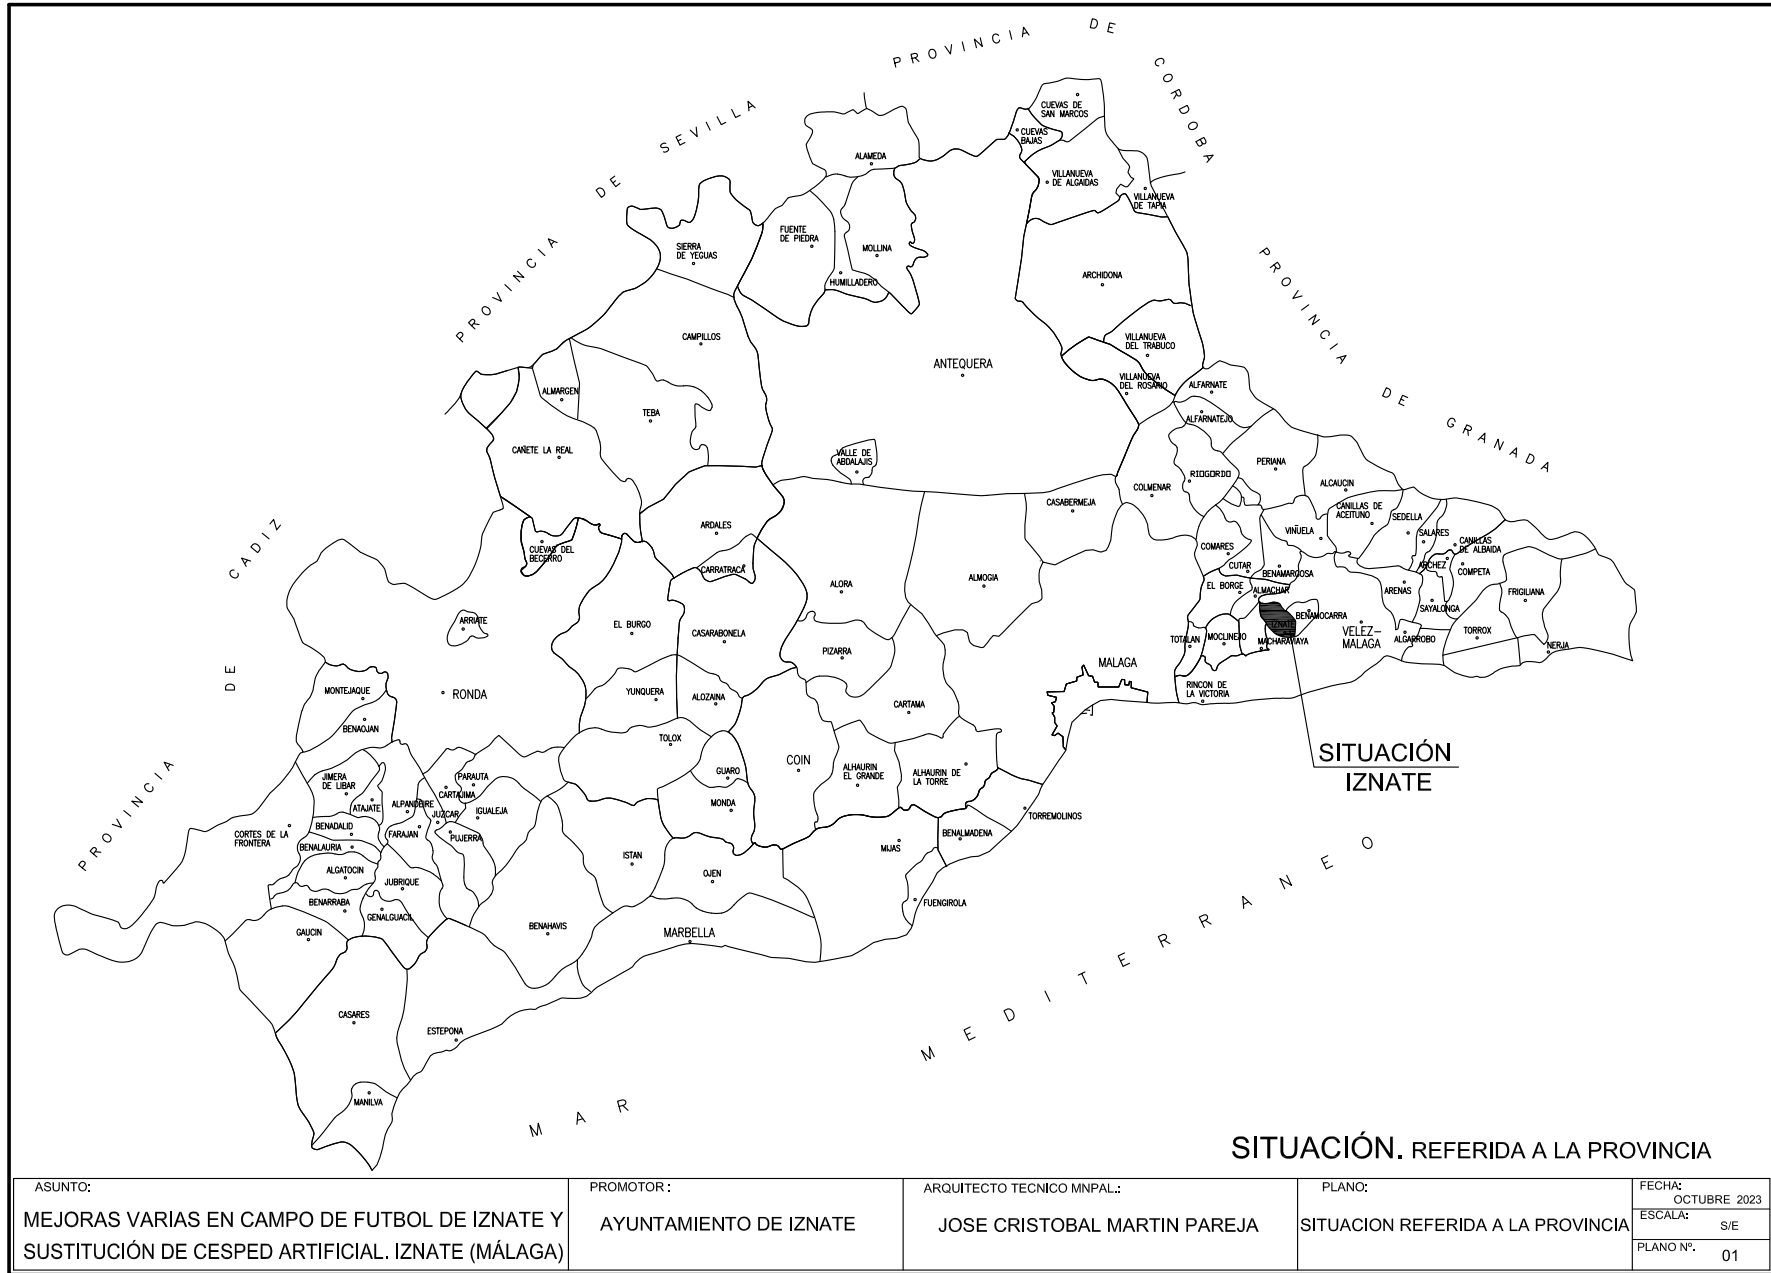 PROVINCIA DE CORDOBA
PROVINCIA DE SEVILLA
PROVINCIA DE GRANADA
PROVINCIA DE CADIZ
CUEVAS DE
SAN MARCOS
CUEVAS
BAJAS
ALAMEDA
VILLANUEVA
DE ALGAIDAS
VILLANUEVA
DE TAPIA
FUENTE
DE PIEDRA
MOLLINA
SIERRA
DE YEGUAS
HUMILLADERO
ARCHIDONA
CAMPILLOS
VILLANUEVA
DEL TRABUCO
ANTEQUERA
VILLANUEVA
DEL ROSARIO
ALFARNATE
ALMARGEN
TEBA
ALFARNATEJO
CAÑETE LA REAL
VALLE DE
ABDALAJIS
PERIANA
RIOGORDO
COLMENAR
ALCAUCIN
CASABERMEJA
CANILLAS DE
ACEITUNO
SEDELLA
ARDALES
VIÑUELA
SALARES
CUEVAS DEL
BECERRO
COMARES
CANILLAS
DE ALBAIDA
CARRATRACA
CUTAR
BENAMARGOSA
ARCHEZ
COMPETA
ALORA
ALMOGIA
EL BORGE
ALMACHAR
ARENAS
FRIGILIANA
SAYALONGA
ARRIATE
EL BURGO
CASARABONELA
IZNATE
BENAMOCARRA
VELEZ-
MALAGA
ALGARROBO
TORROX
NERJA
TOTALAN
MOCLINEJO
MACHARAVIAYA
PIZARRA
MALAGA
RINCON DE
LA VICTORIA
MONTEJAQUE
RONDA
YUNQUERA
ALOZAINA
CARTAMA
BENAOJAN
TOLOX
SITUACIÓN
IZNATE
COIN
GUARO
ALHAURIN
EL GRANDE
ALHAURIN DE
LA TORRE
JIMERA
DE LIBAR
PARAUTA
CARTAJIMA
ATAJATE
ALPANDEIRE
JUZCAR
IGUALEJA
MONDA
TORREMOLINOS
CORTES DE LA
FRONTERA
BENADALID
FARAJAN
PUJERRA
BENALMADENA
BENALAURIA
MIJAS
ISTAN
ALGATOCIN
OJEN
JUBRIQUE
BENARRABA
GENALGUACIL
FUENGIROLA
GAUCIN
BENAHAVIS
MARBELLA
CASARES
ESTEPONA
MANILVA
MAR MEDITERRANEO
SITUACIÓN. REFERIDA A LA PROVINCIA
ASUNTO:
MEJORAS VARIAS EN CAMPO DE FUTBOL DE IZNATE Y
SUSTITUCIÓN DE CESPED ARTIFICIAL. IZNATE (MÁLAGA)
PROMOTOR :
AYUNTAMIENTO DE IZNATE
ARQUITECTO TECNICO MNPAL.:
JOSE CRISTOBAL MARTIN PAREJA
PLANO:
SITUACION REFERIDA A LA PROVINCIA
FECHA:
OCTUBRE 2023
ESCALA:
S/E
PLANO Nº.
01